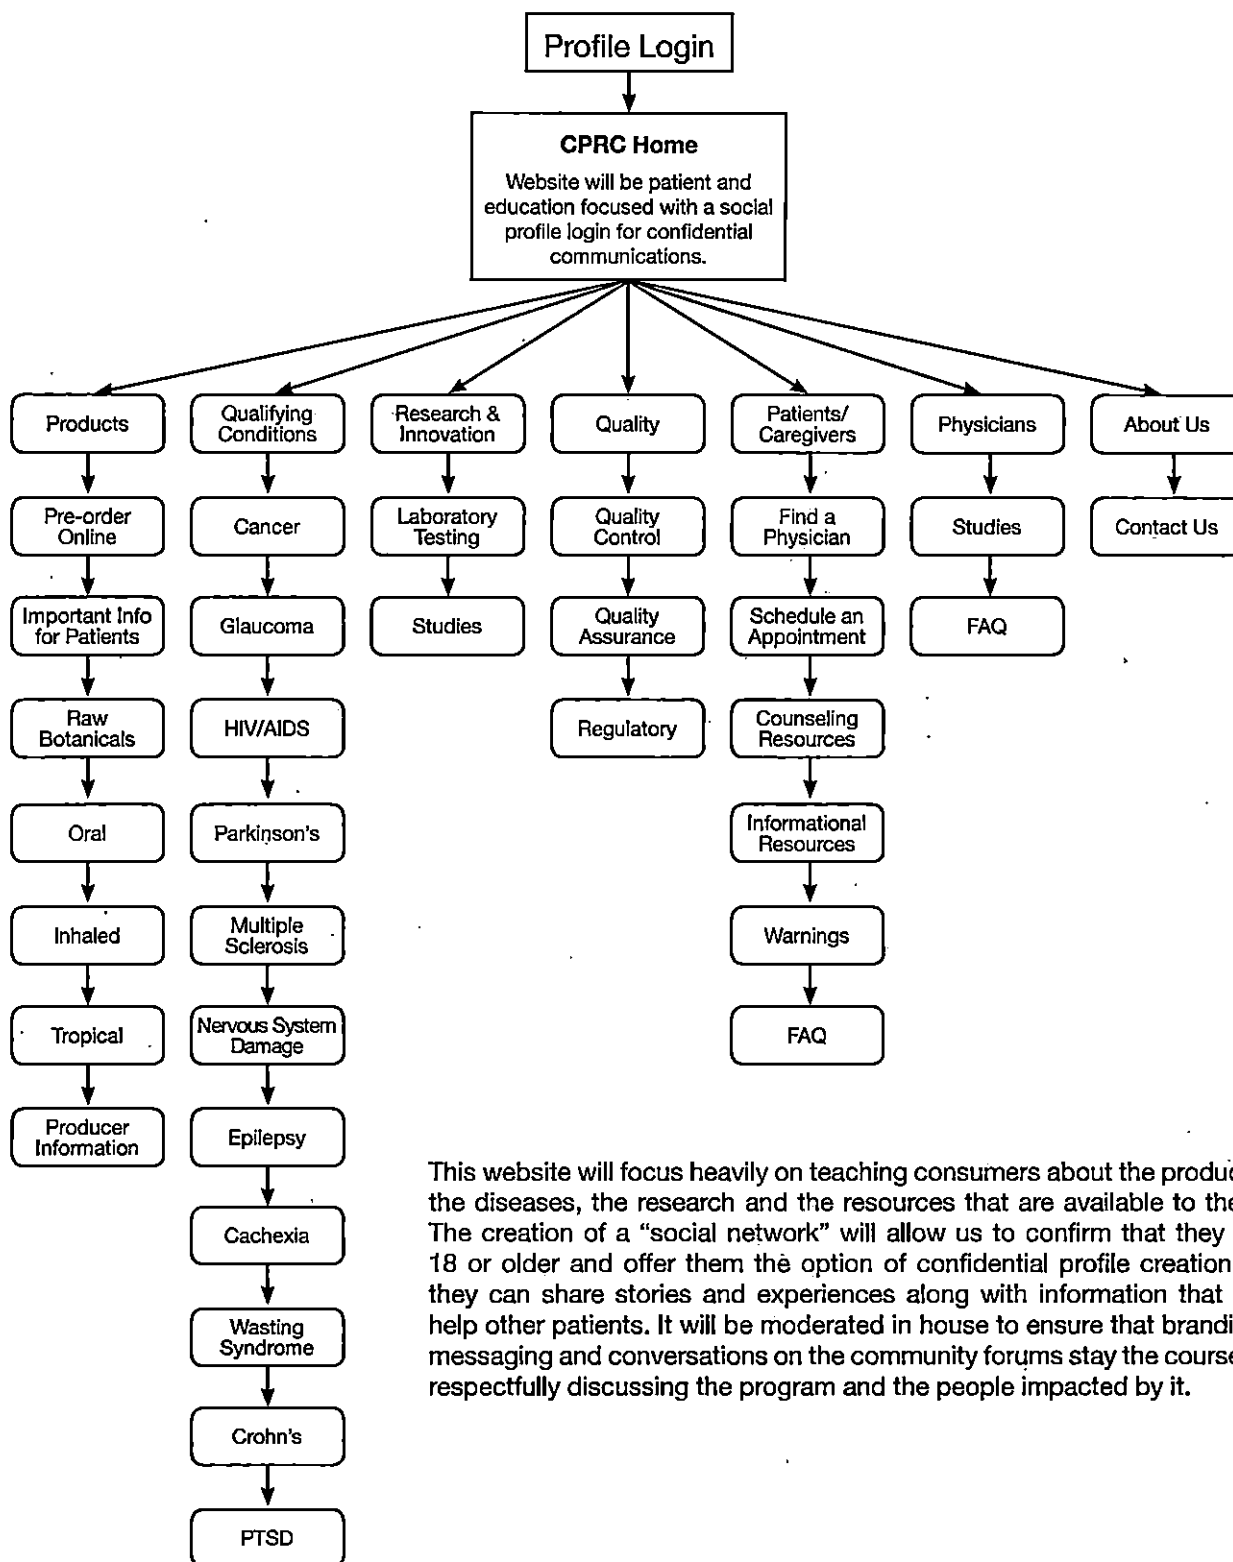 Profile Login
CPRC Home
Website will be patient and
education focused with a social
profile login for confidential
communications.
Products
Pre-order
Online
Important Info
for Patients
Raw
Botanicals
Oral
Inhaled
Tropical
Producer
Information
Qualifying
Conditions
Cancer
Glaucoma
HIV/AIDS
Parkinson's
Multiple
Sclerosis
Nervous System
Damage
Epilepsy
Cachexia
Wasting
Syndrome
Crohn's
PTSD
Research &
Innovation
Laboratory
Testing
Studies
Quality
Quality
Control
Quality
Assurance
Regulatory
Patients/
Caregivers
Find a
Physician
Schedule an
Appointment
Counseling
Resources
Informational
Resources
Warnings
FAQ
Physicians
Studies
FAQ
About Us
Contact Us
This website will focus heavily on teaching consumers about the produc
the diseases, the research and the resources that are available to the
The creation of a “social network” will allow us to confirm that they
18 or older and offer them the option of confidential profile creation
they can share stories and experiences along with information that
help other patients. It will be moderated in house to ensure that brandi
messaging and conversations on the community forums stay the course
respectfully discussing the program and the people impacted by it.